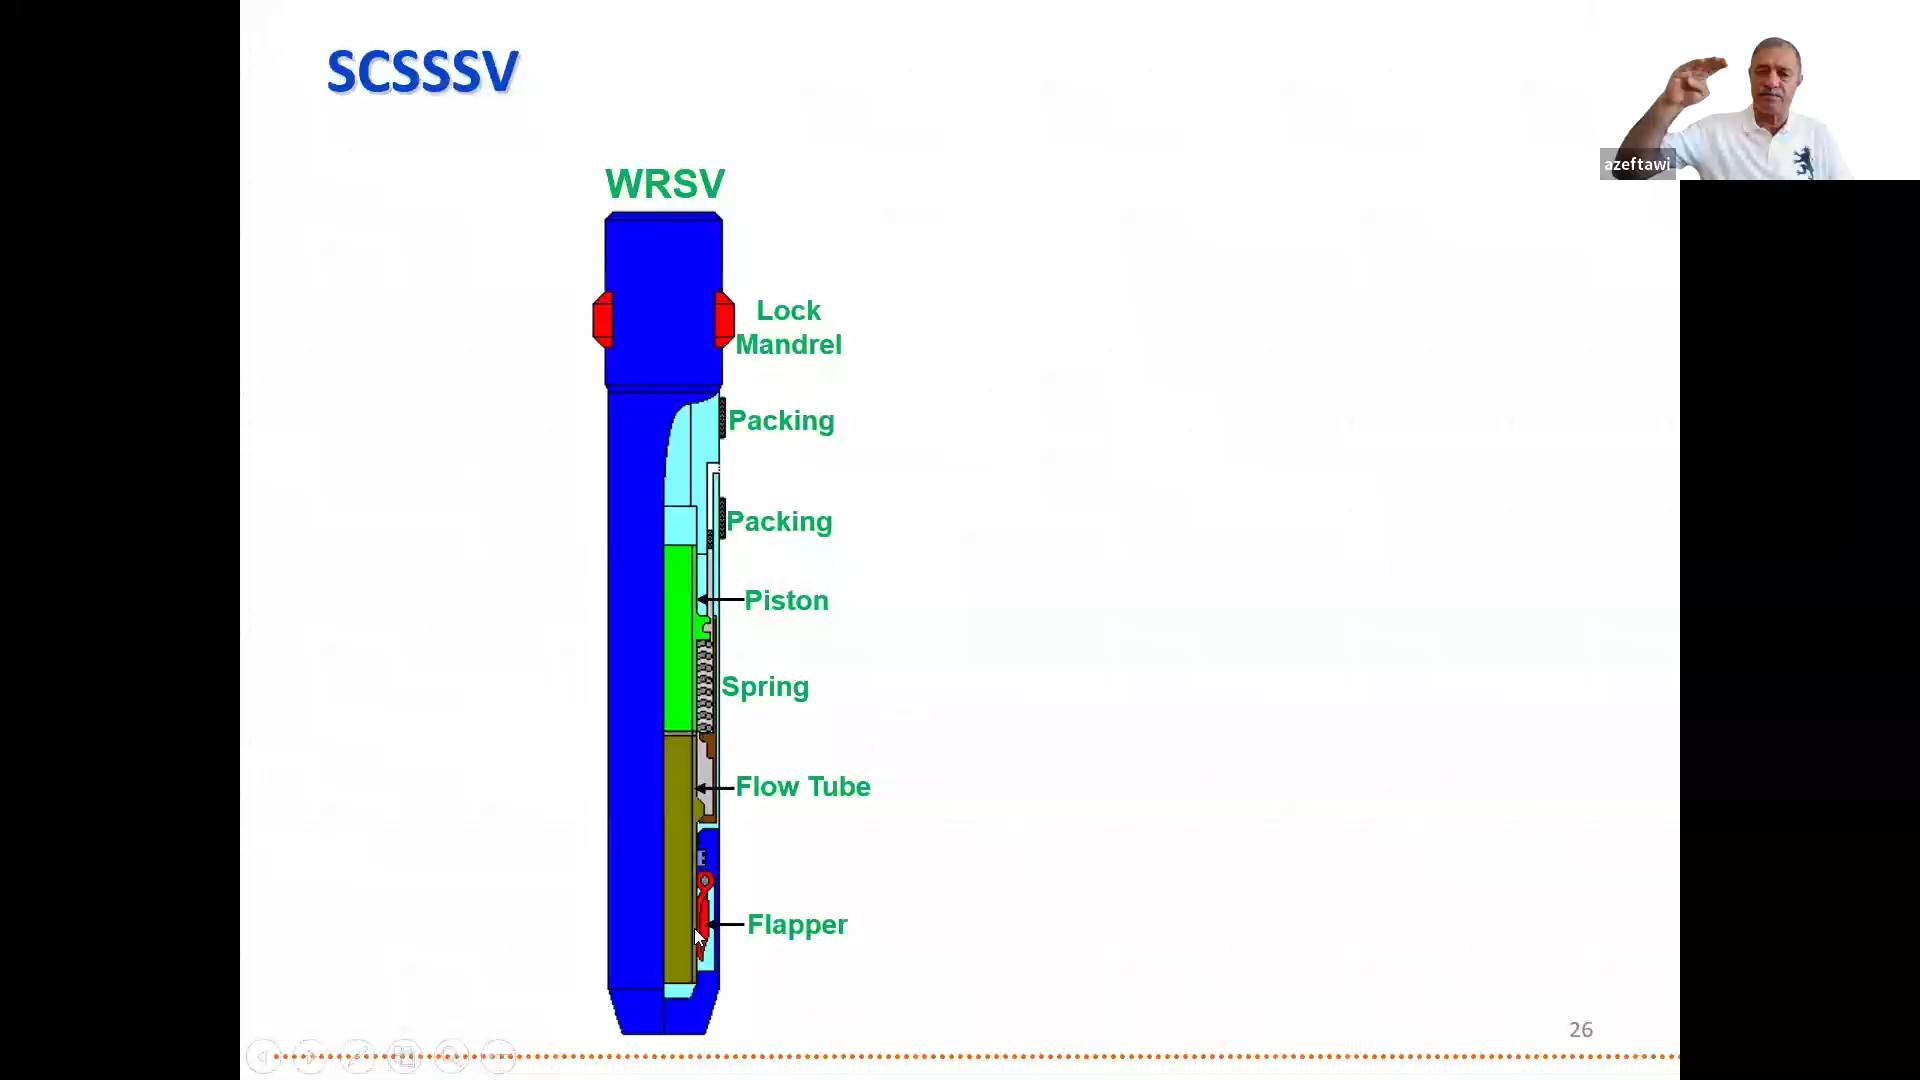 SCSSSV
azeftawi
WRSV
Lock
Mandrel
Packing
Packing
Piston
Spring
Flow Tube
Flapper
26